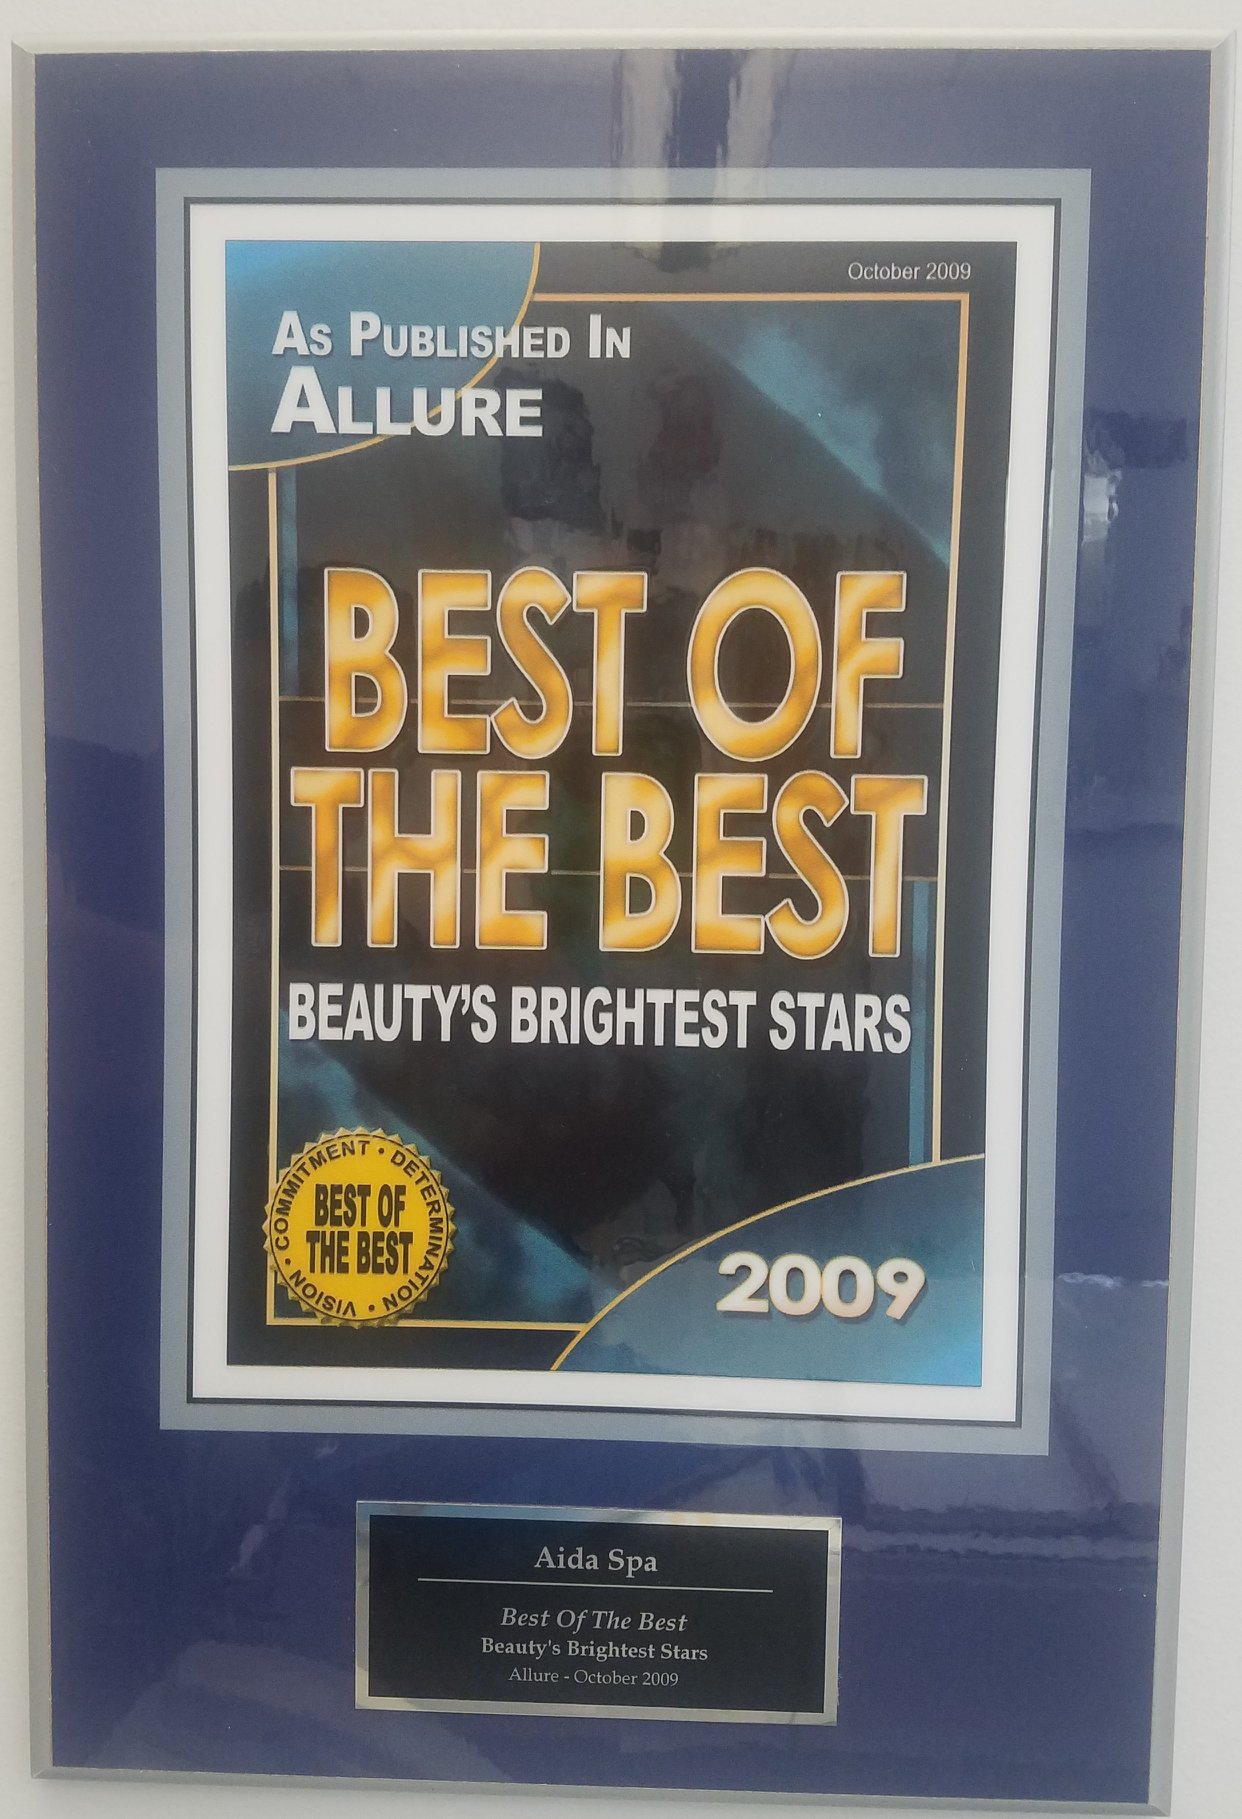 October 2009
As Published In
Allure
BEST OF
THE BEST
BEAUTY'S BRIGHTEST STARS
COMMITMENT • DETERMINATION • VISION •
BEST OF
THE BEST
2009
Aida Spa
Best Of The Best
Beauty's Brightest Stars
Allure - October 2009